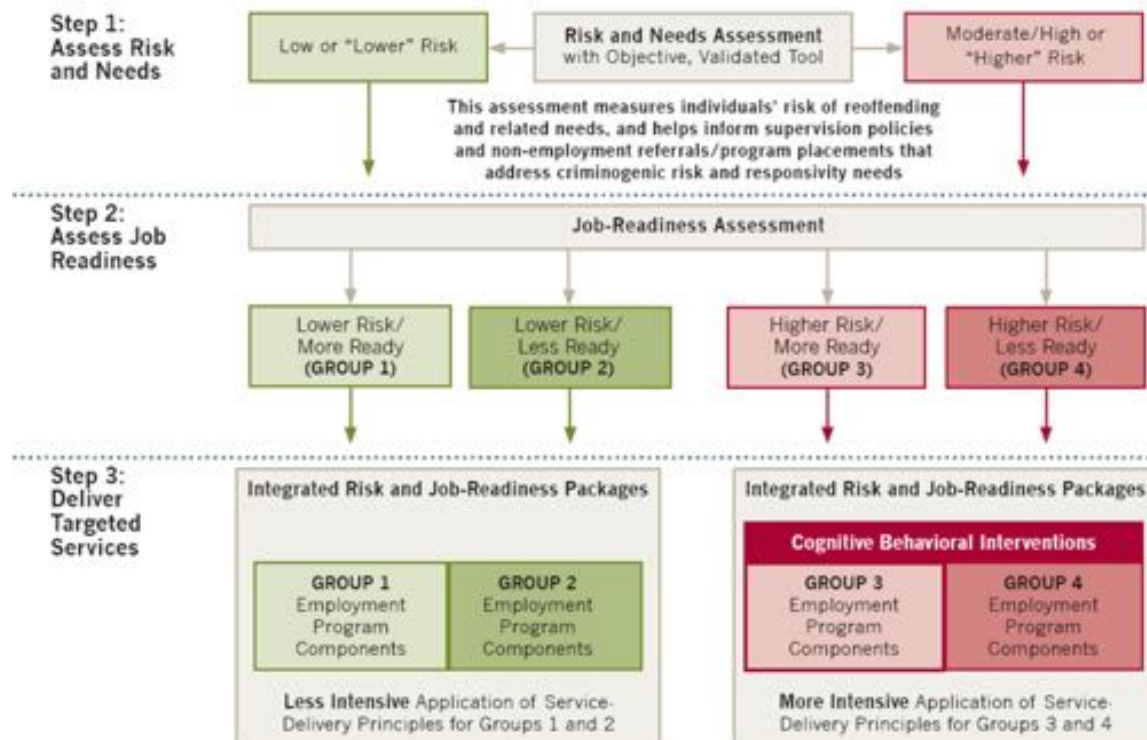 Step 1:
Assess Risk
and Needs
Low or “Lower” Risk
Risk and Needs Assessment
with Objective, Validated Tool
Moderate/High or
“Higher” Risk
This assessment measures individuals’ risk of reoffending
and related needs, and helps inform supervision policies
and non-employment referrals/program placements that
address criminogenic risk and responsivity needs
Step 2:
Assess Job
Readiness
Job-Readiness Assessment
Lower Risk/
More Ready
(GROUP 1)
Lower Risk/
Less Ready
(GROUP 2)
Higher Risk/
More Ready
(GROUP 3)
Higher Risk/
Less Ready
(GROUP 4)
Step 3:
Deliver
Targeted
Services
Integrated Risk and Job-Readiness Packages
GROUP 1
Employment
Program
Components
GROUP 2
Employment
Program
Components
Less Intensive Application of Service-
Delivery Principles for Groups 1 and 2
Integrated Risk and Job-Readiness Packages
Cognitive Behavioral Interventions
GROUP 3
Employment
Program
Components
GROUP 4
Employment
Program
Components
More Intensive Application of Service-
Delivery Principles for Groups 3 and 4